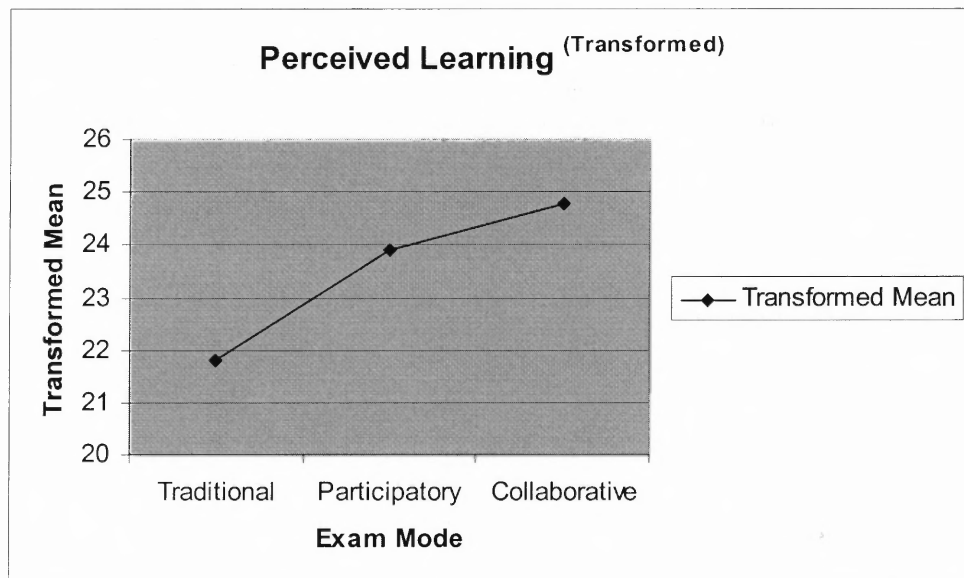 Perceived Learning (Transformed)
26
25
24
23
22
21
20
Transformed Mean
Traditional Participatory Collaborative
Exam Mode
Transformed Mean